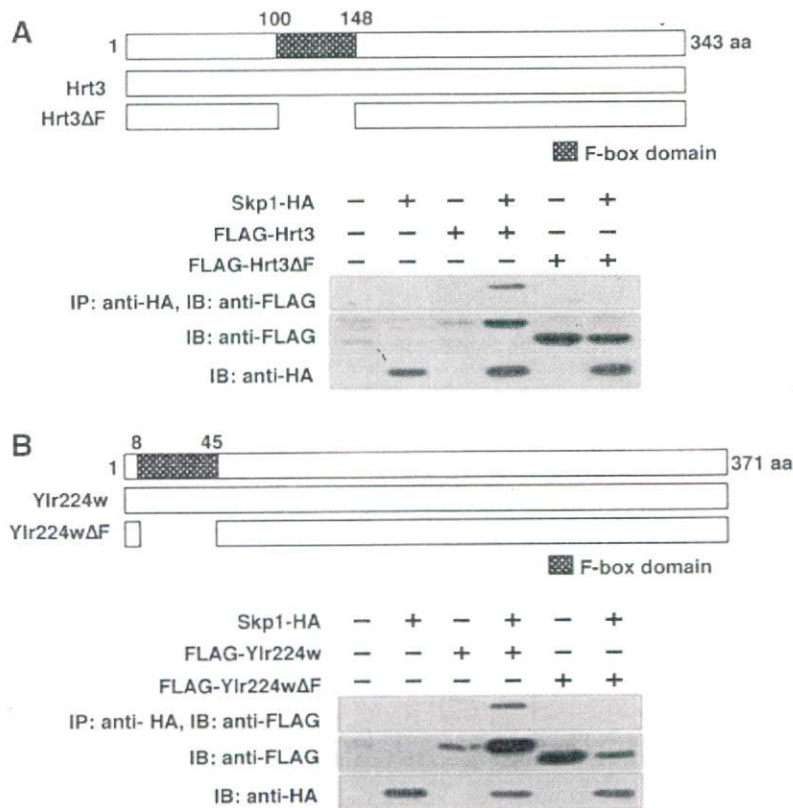 A
100 148
1 343 aa
Hrt3
Hrt3ΔF
F-box domain
Skp1-HA − + − + − +
FLAG-Hrt3 − − + + − −
FLAG-Hrt3ΔF − − − − + +
IP: anti-HA, IB: anti-FLAG
IB: anti-FLAG
IB: anti-HA
B
8 45
1 371 aa
Ylr224w
Ylr224wΔF
F-box domain
Skp1-HA − + − + − +
FLAG-Ylr224w − − + + − −
FLAG-Ylr224wΔF − − − − + +
IP: anti- HA, IB: anti-FLAG
IB: anti-FLAG
IB: anti-HA